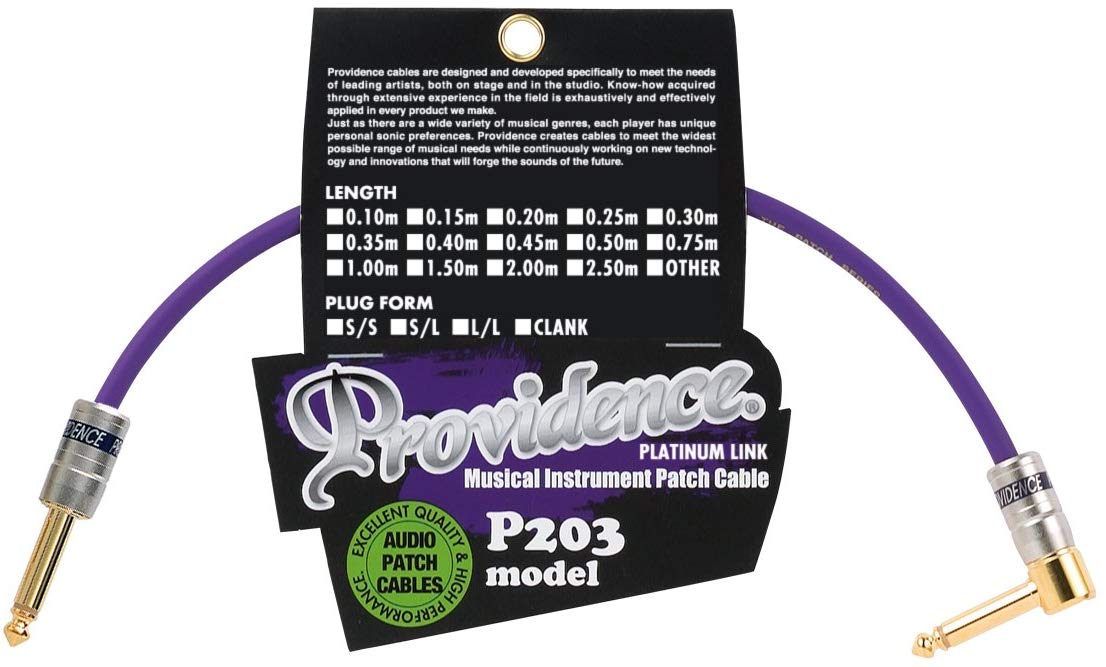 Providence cables are designed and developed specifically to meet the needs
of leading artists, both on stage and in the studio. Know-how acquired
through extensive experience in the field is exhaustively and effectively
applied in every product we make.
Just as there are a wide variety of musical genres, each player has unique
personal sonic preferences. Providence creates cables to meet the widest
possible range of musical needs while continuously working on new technol-
ogy and innovations that will forge the sounds of the future.
LENGTH
0.10m 0.15m 0.20m 0.25m 0.30m
0.35m 0.40m 0.45m 0.50m 0.75m
1.00m 1.50m 2.00m 2.50m OTHER
PLUG FORM
S/S S/L L/L CLANK
THE PATCH SERIES
Providence®
PLATINUM LINK
Musical Instrument Patch Cable
EXCELLENT QUALITY & HIGH PERFORMANCE.
AUDIO
PATCH
CABLES
P203
model